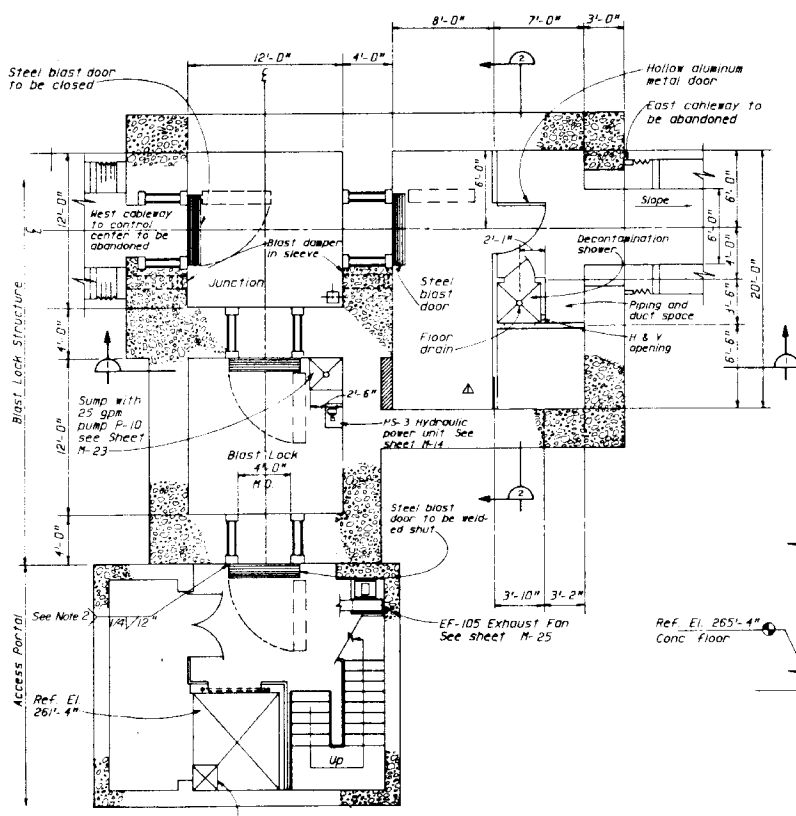 8'-0"
7'-0"
3'-0"
12'-0"
4'-0"
2
Steel blast door
to be closed
Hollow aluminum
metal door
East cableway to
be abandoned
12'-0"
West cableway
to control
center to be
abandoned
Blast damper
in sleeve
Junction
6'-0"
2'-1"
Steel
blast
door
Decontamination
shower
Slope
6'-0"
6'-0"
4'-0"
20'-0"
Floor
drain
Piping and
duct space
H & V
opening
3'-6"
6'-6"
Blast Lock Structure
4'-0"
Sump with
25 gpm
pump P-10
see Sheet
M-23
2'-6"
HS-3 Hydraulic
power unit See
sheet M-14
12'-0"
Blast Lock
4'-0"
M.O.
2
4'-0"
Steel blast
door to be weld-
ed shut
3'-10"
3'-2"
See Note 2
1/4 / 12"
EF-105 Exhaust Fan
See sheet M-25
Ref. El. 265'-4"
Conc Floor
Access Portal
Ref. El.
261'-4"
Up